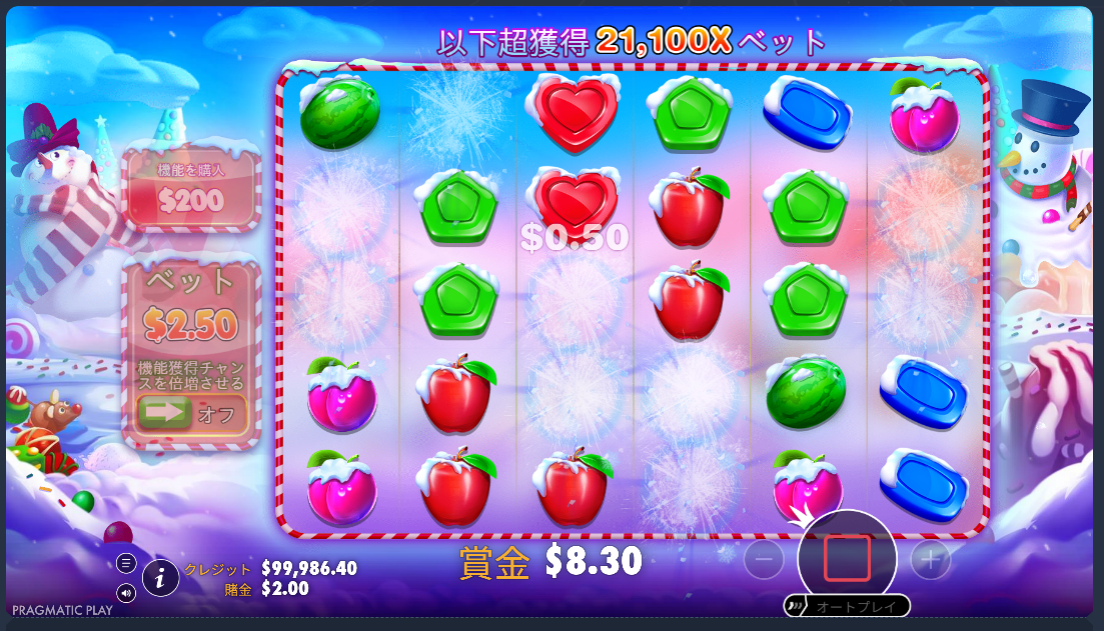 以下超獲得 21,100X ベット
機能を購入
$200
ベット
$2.50
機能獲得チャン
スを倍増させる
オフ
$0.50
クレジット $99,986.40
賭金 $2.00
賞金 $8.30
オートプレイ
PRAGMATIC PLAY